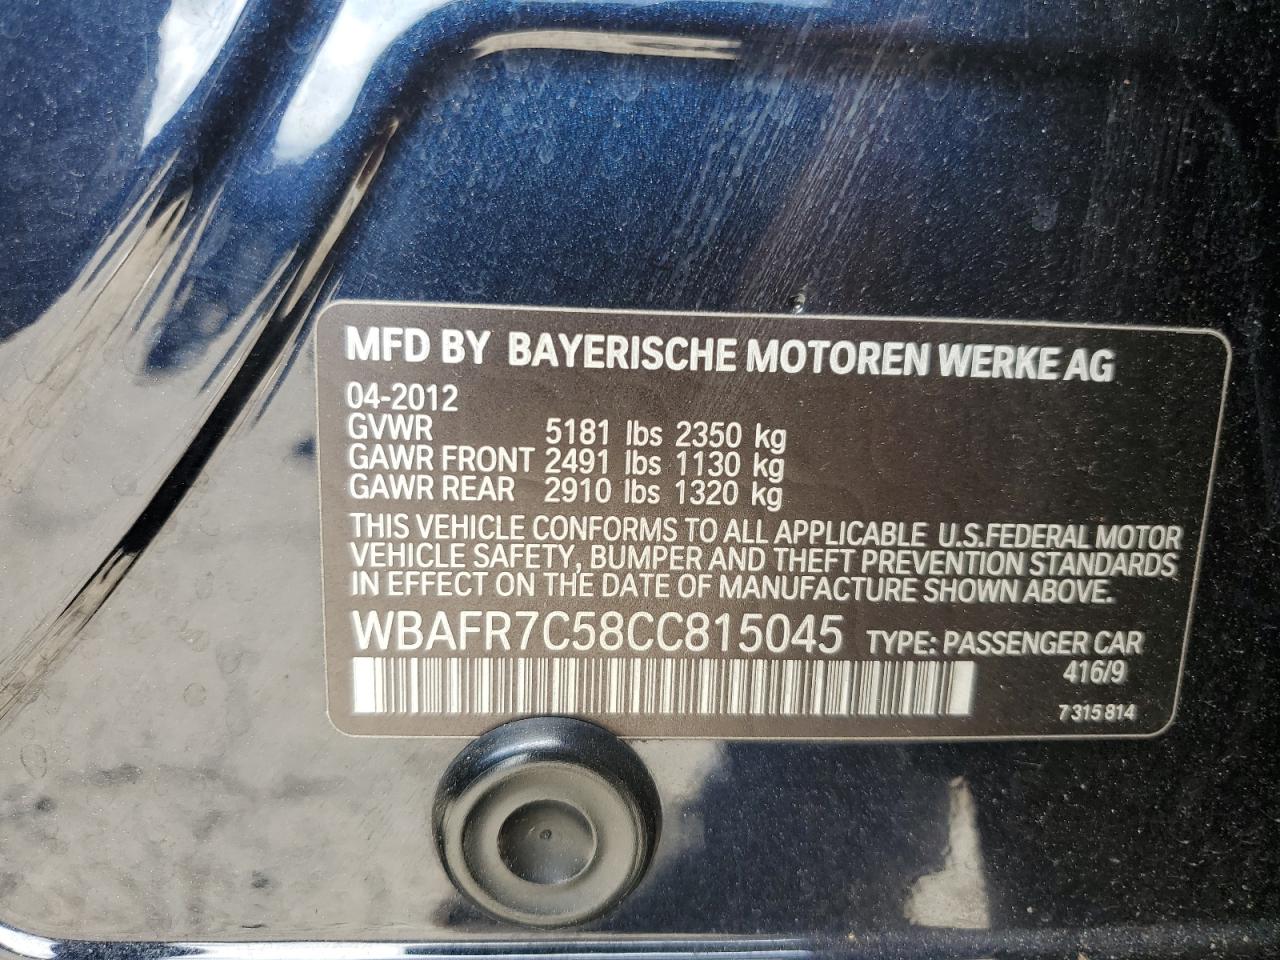 MFD BY BAYERISCHE MOTOREN WERKE AG
04-2012
GVWR 5181 lbs 2350 kg
GAWR FRONT 2491 lbs 1130 kg
GAWR REAR 2910 lbs 1320 kg
THIS VEHICLE CONFORMS TO ALL APPLICABLE U.S.FEDERAL MOTOR
VEHICLE SAFETY, BUMPER AND THEFT PREVENTION STANDARDS
IN EFFECT ON THE DATE OF MANUFACTURE SHOWN ABOVE.
WBAFR7C58CC815045 TYPE: PASSENGER CAR
416/9
7 315 814